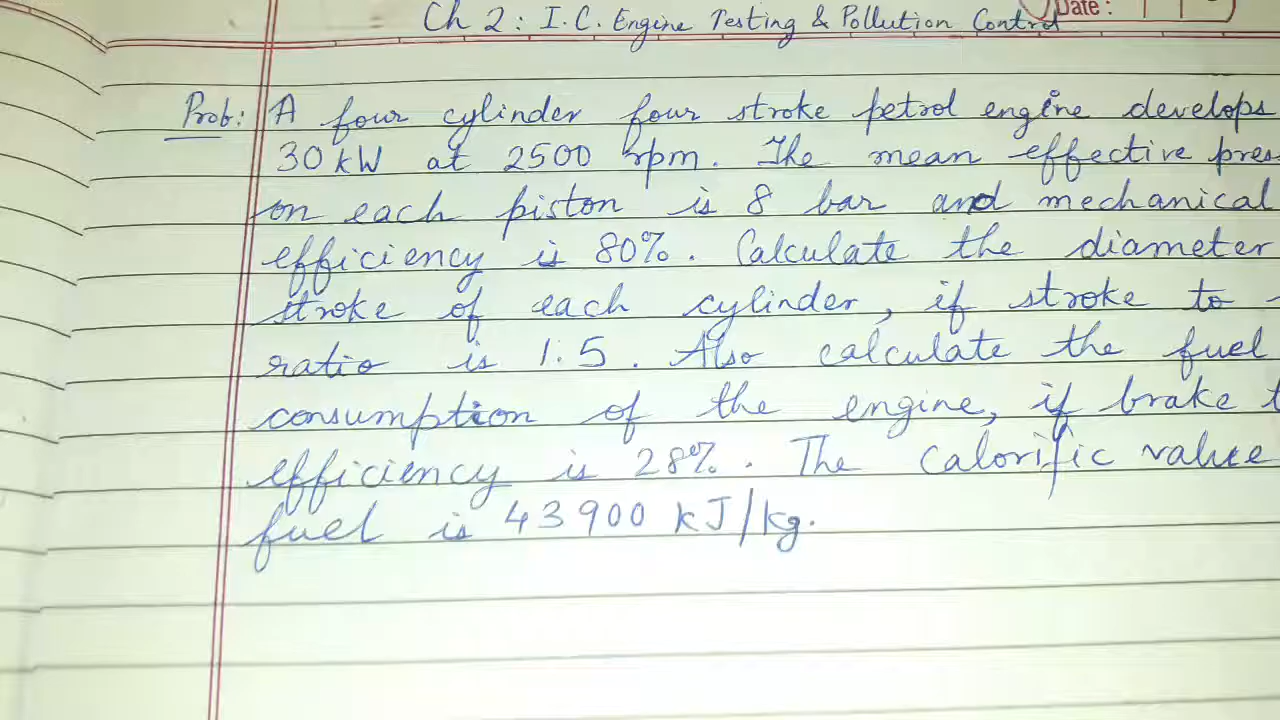 Ch 2: I.C. Engine Testing & Pollution Control
Date:
Prob: A four cylinder four stroke petrol engine develops
30 kW at 2500 rpm. The mean effective pres
on each piston is 8 bar and mechanical
efficiency is 80%. Calculate the diameter
stroke of each cylinder, if stroke to
ratio is 1:5. Also calculate the fuel
consumption of the engine, if brake t
efficiency is 28%. The calorific value
fuel is 43900 kJ/kg.